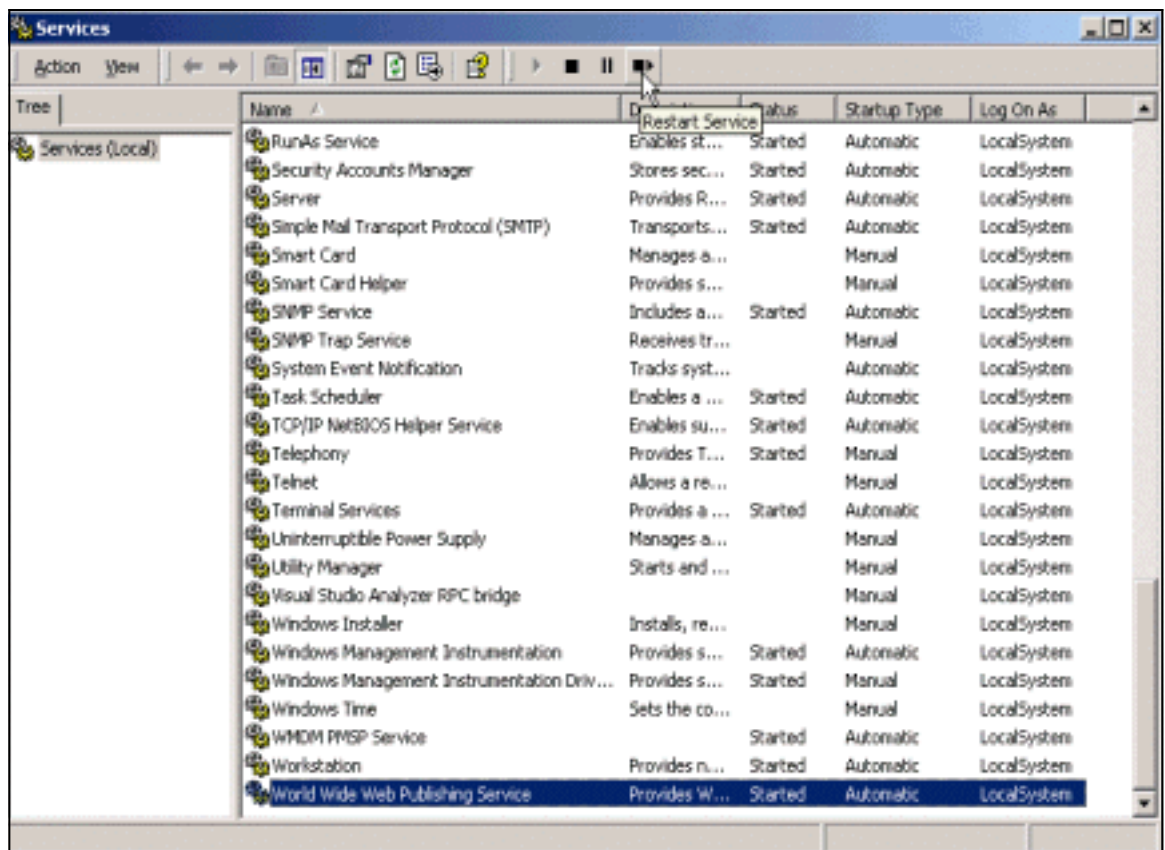 Services
Action View
Tree
Services (Local)
Name Status Startup Type Log On As
Restart Service
RunAs Service Enables st... Started Automatic LocalSystem
Security Accounts Manager Stores sec... Started Automatic LocalSystem
Server Provides R... Started Automatic LocalSystem
Simple Mail Transport Protocol (SMTP) Transports... Started Automatic LocalSystem
Smart Card Manages a... Manual LocalSystem
Smart Card Helper Provides s... Manual LocalSystem
SNMP Service Includes a... Started Automatic LocalSystem
SNMP Trap Service Receives tr... Manual LocalSystem
System Event Notification Tracks syst... Automatic LocalSystem
Task Scheduler Enables a ... Started Automatic LocalSystem
TCP/IP NetBIOS Helper Service Enables su... Started Automatic LocalSystem
Telephony Provides T... Started Manual LocalSystem
Telnet Allows a re... Manual LocalSystem
Terminal Services Provides a ... Started Automatic LocalSystem
Uninterruptible Power Supply Manages a... Manual LocalSystem
Utility Manager Starts and ... Manual LocalSystem
Visual Studio Analyzer RPC bridge Manual LocalSystem
Windows Installer Installs, re... Manual LocalSystem
Windows Management Instrumentation Provides s... Started Automatic LocalSystem
Windows Management Instrumentation Driv... Provides s... Started Manual LocalSystem
Windows Time Sets the co... Manual LocalSystem
WMDM PMSP Service Started Automatic LocalSystem
Workstation Provides n... Started Automatic LocalSystem
World Wide Web Publishing Service Provides W... Started Automatic LocalSystem